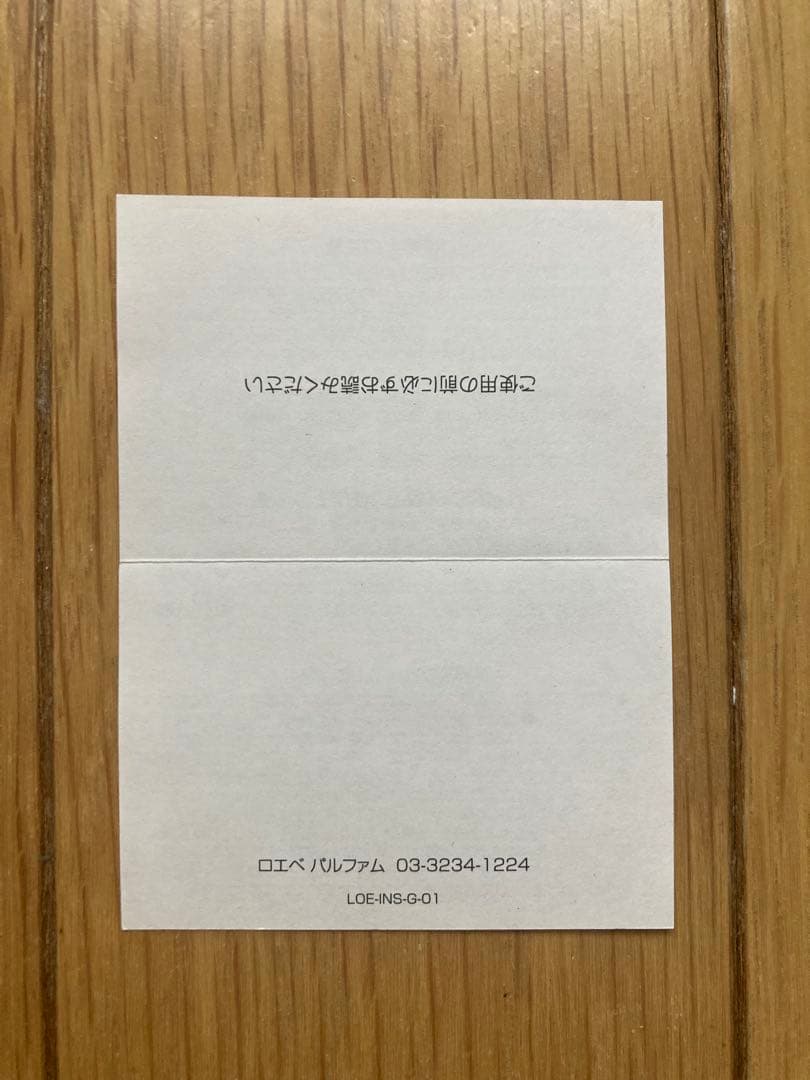 ご使用の前に必ずお読みください
ロエベ パルファム 03-3234-1224
LOE-INS-G-01